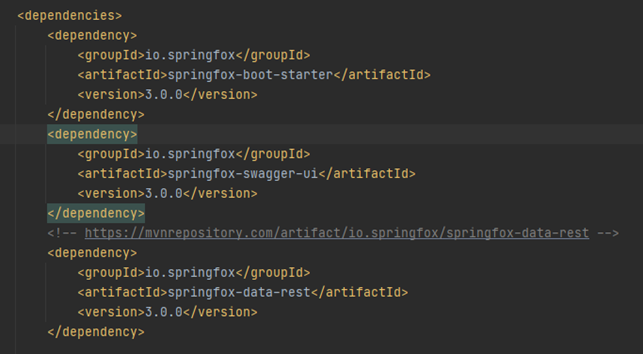 <dependencies>
<dependency>
<groupId>io.springfox</groupId>
<artifactId>springfox-boot-starter</artifactId>
<version>3.0.0</version>
</dependency>
<dependency>
<groupId>io.springfox</groupId>
<artifactId>springfox-swagger-ui</artifactId>
<version>3.0.0</version>
</dependency>
<!-- https://mvnrepository.com/artifact/io.springfox/springfox-data-rest -->
<dependency>
<groupId>io.springfox</groupId>
<artifactId>springfox-data-rest</artifactId>
<version>3.0.0</version>
</dependency>